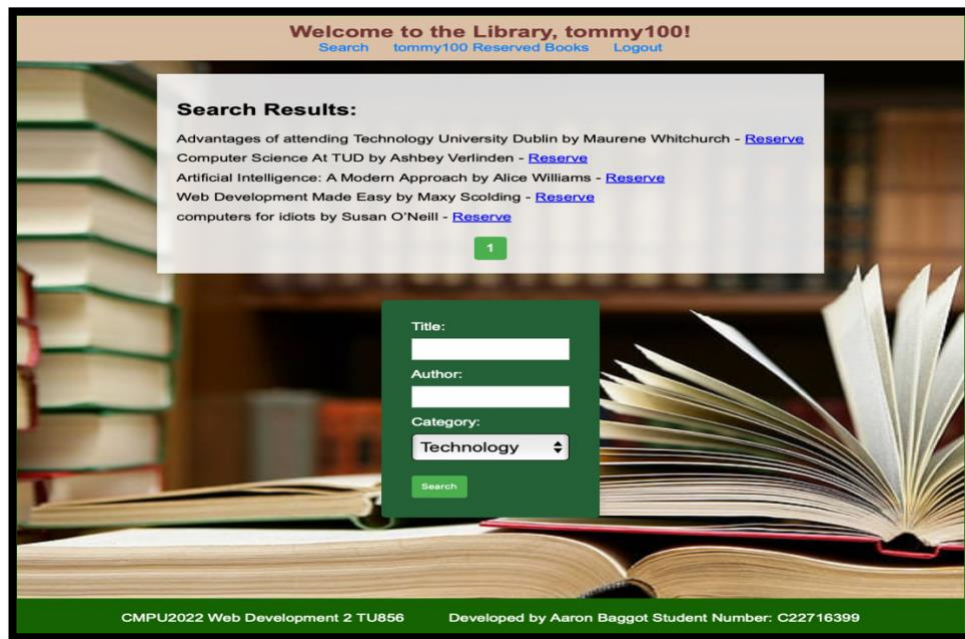 Welcome to the Library, tommy100!
Search tommy100 Reserved Books Logout
Search Results:
Advantages of attending Technology University Dublin by Maurene Whitchurch - Reserve
Computer Science At TUD by Ashbey Verlinden - Reserve
Artificial Intelligence: A Modern Approach by Alice Williams - Reserve
Web Development Made Easy by Maxy Scolding - Reserve
computers for idiots by Susan O'Neill - Reserve
1
Title:
Author:
Category:
Technology
Search
CMPU2022 Web Development 2 TU856 Developed by Aaron Baggot Student Number: C22716399